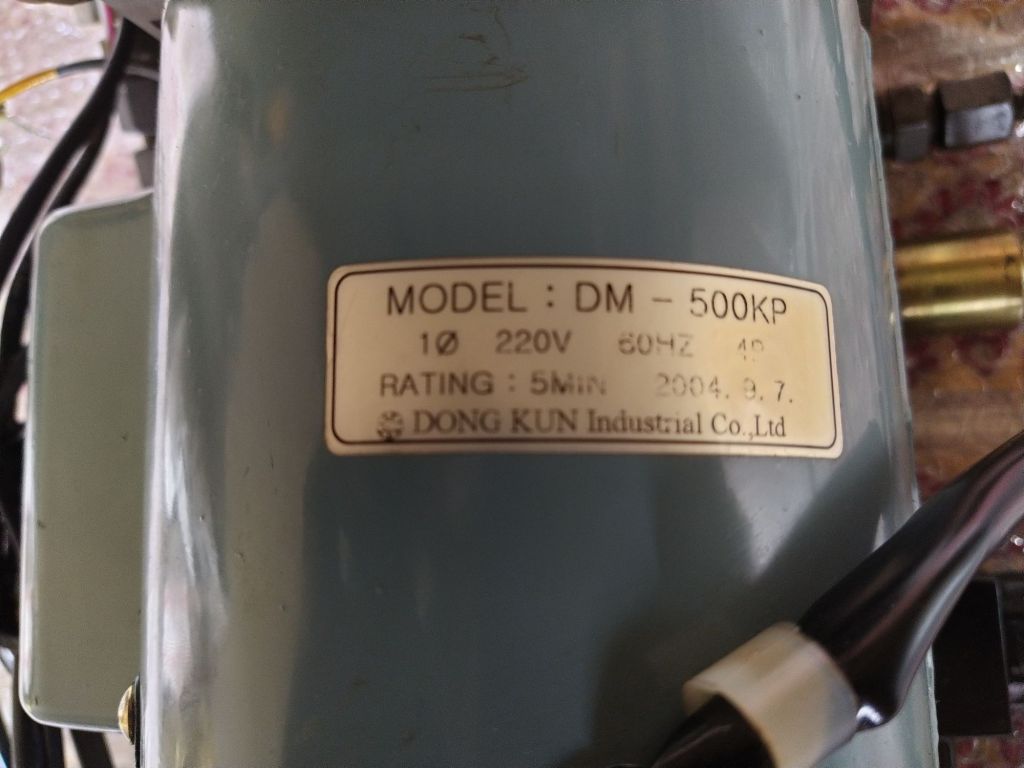 MODEL : DM - 500KP
1Ø 220V 60HZ 4P
RATING : 5MIN 2004. 9. 7.
DONG KUN Industrial Co.,Ltd